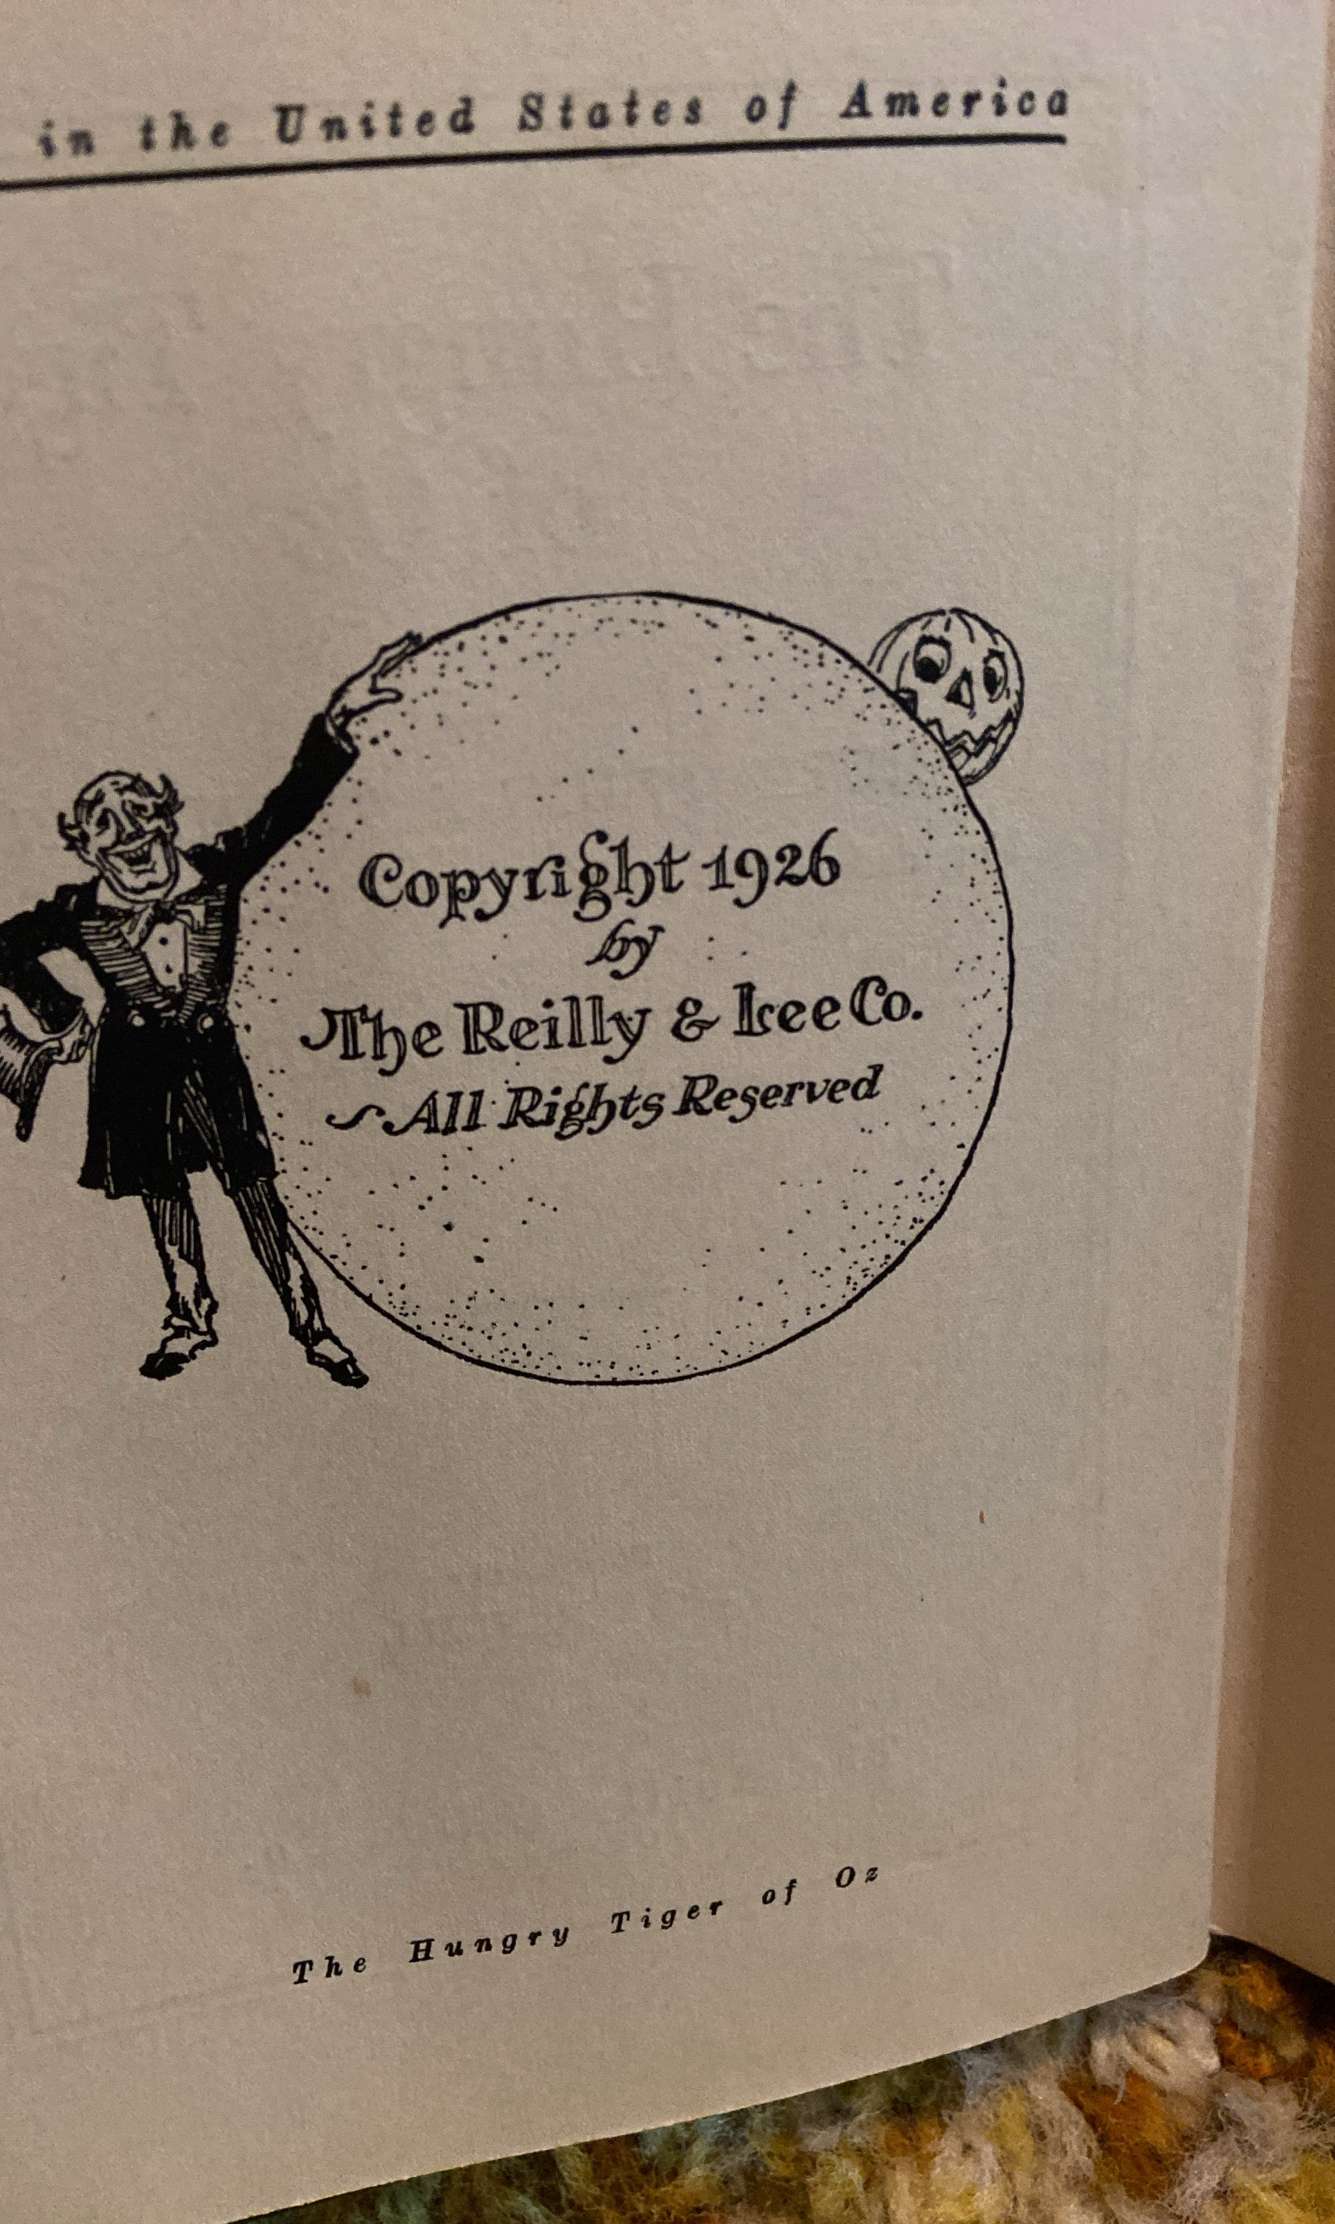 in the United States of America
Copyright 1926
by
The Reilly & Lee Co.
All Rights Reserved
The Hungry Tiger of Oz